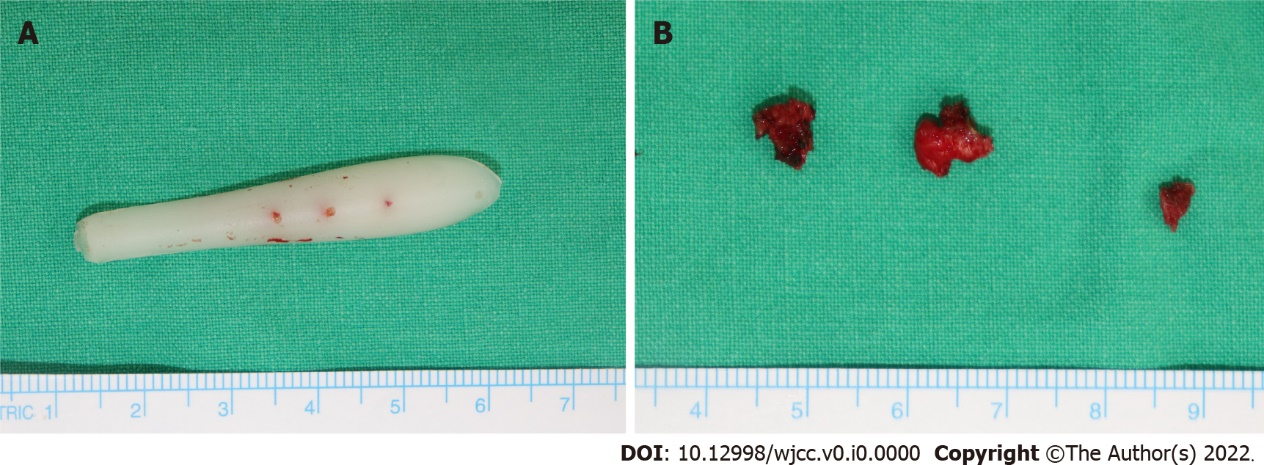 A
B
TRIC 1 2 3 4 5 6 7
4 5 6 7 8 9
DOI: 10.12998/wjcc.v0.i0.0000 Copyright ©The Author(s) 2022.